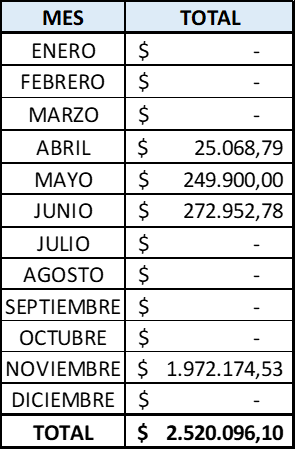 MES TOTAL
ENERO $ -
FEBRERO $ -
MARZO $ -
ABRIL $ 25.068,79
MAYO $ 249.900,00
JUNIO $ 272.952,78
JULIO $ -
AGOSTO $ -
SEPTIEMBRE $ -
OCTUBRE $ -
NOVIEMBRE $ 1.972.174,53
DICIEMBRE $ -
TOTAL $ 2.520.096,10